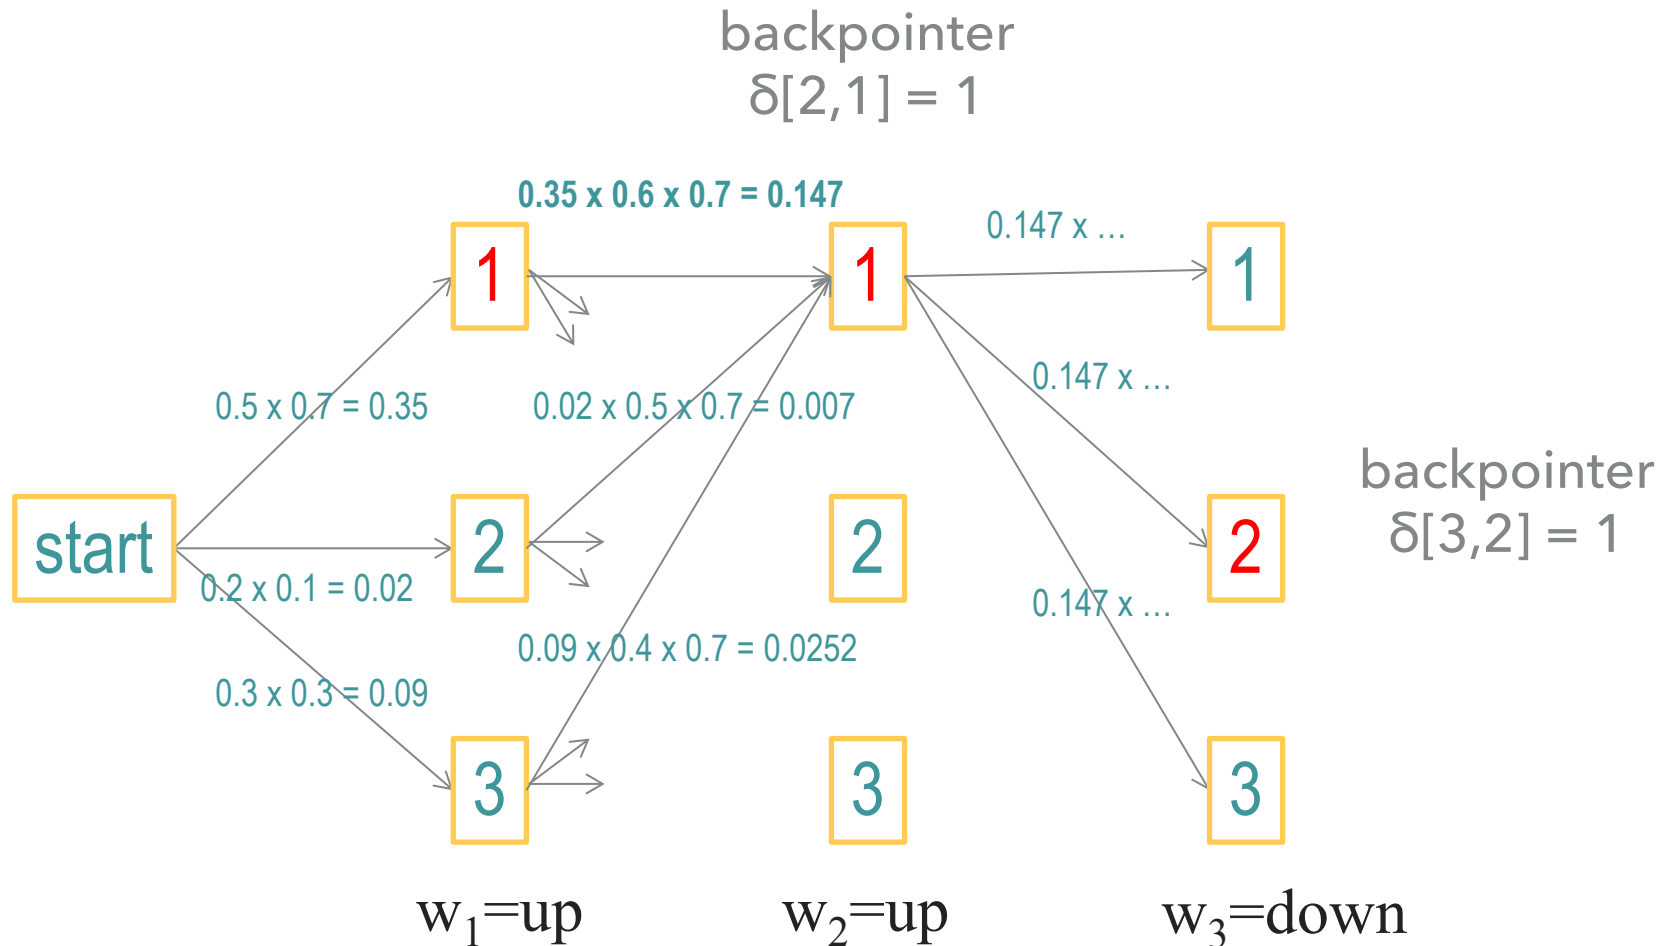 backpointer
δ[2,1] = 1
0.35 x 0.6 x 0.7 = 0.147
0.147 x …
1
1
1
0.147 x …
0.5 x 0.7 = 0.35
0.02 x 0.5 x 0.7 = 0.007
backpointer
δ[3,2] = 1
start
2
2
2
0.2 x 0.1 = 0.02
0.147 x …
0.09 x 0.4 x 0.7 = 0.0252
0.3 x 0.3 = 0.09
3
3
3
w₁=up
w₂=up
w₃=down